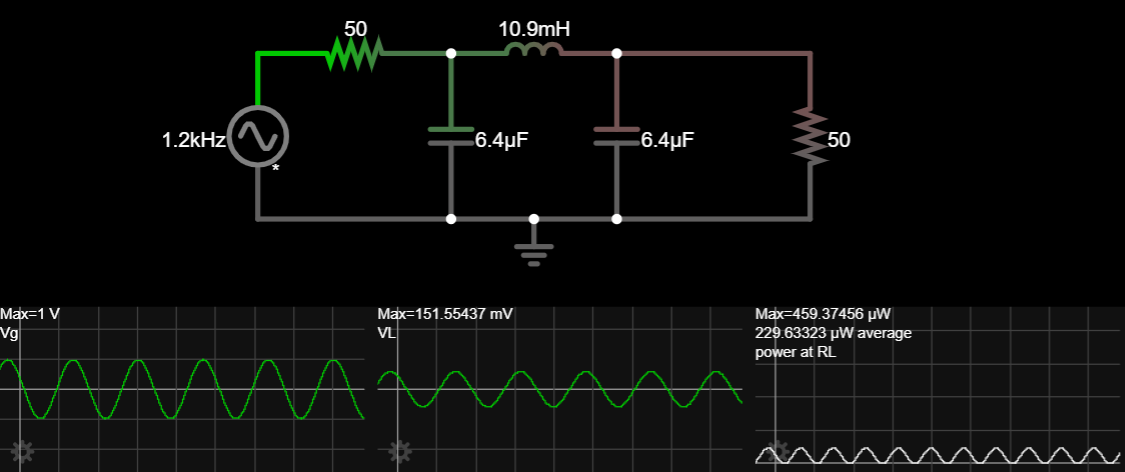 50
10.9mH
1.2kHz
*
6.4µF
6.4µF
50
Max=1 V
Vg
Max=151.55437 mV
VL
Max=459.37456 µW
229.63323 µW average
power at RL